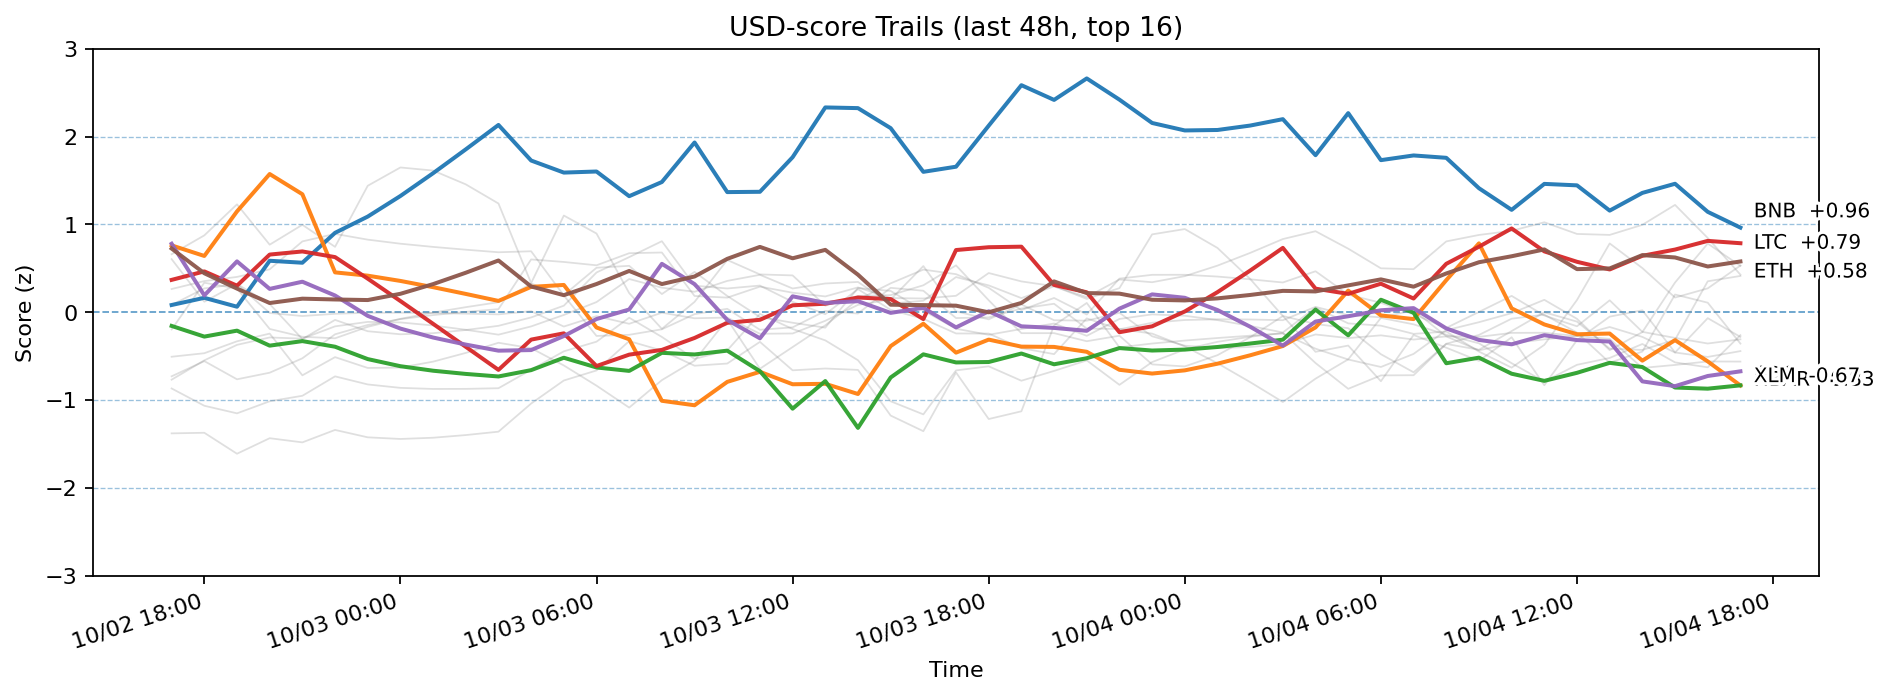 USD-score Trails (last 48h, top 16)
Score (z)
3
2
1
0
−1
−2
−3
BNB +0.96
LTC +0.79
ETH +0.58
XLM -0.67
10/02 18:00
10/03 00:00
10/03 06:00
10/03 12:00
10/03 18:00
10/04 00:00
10/04 06:00
10/04 12:00
10/04 18:00
Time